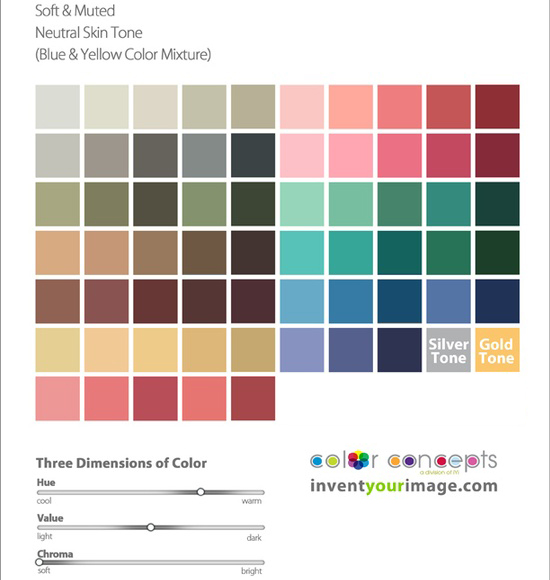 Soft & Muted
Neutral Skin Tone
(Blue & Yellow Color Mixture)
Silver Tone
Gold Tone
Three Dimensions of Color
Hue
cool warm
Value
light dark
Chroma
soft bright
color concepts
a division of
inventyourimage.com